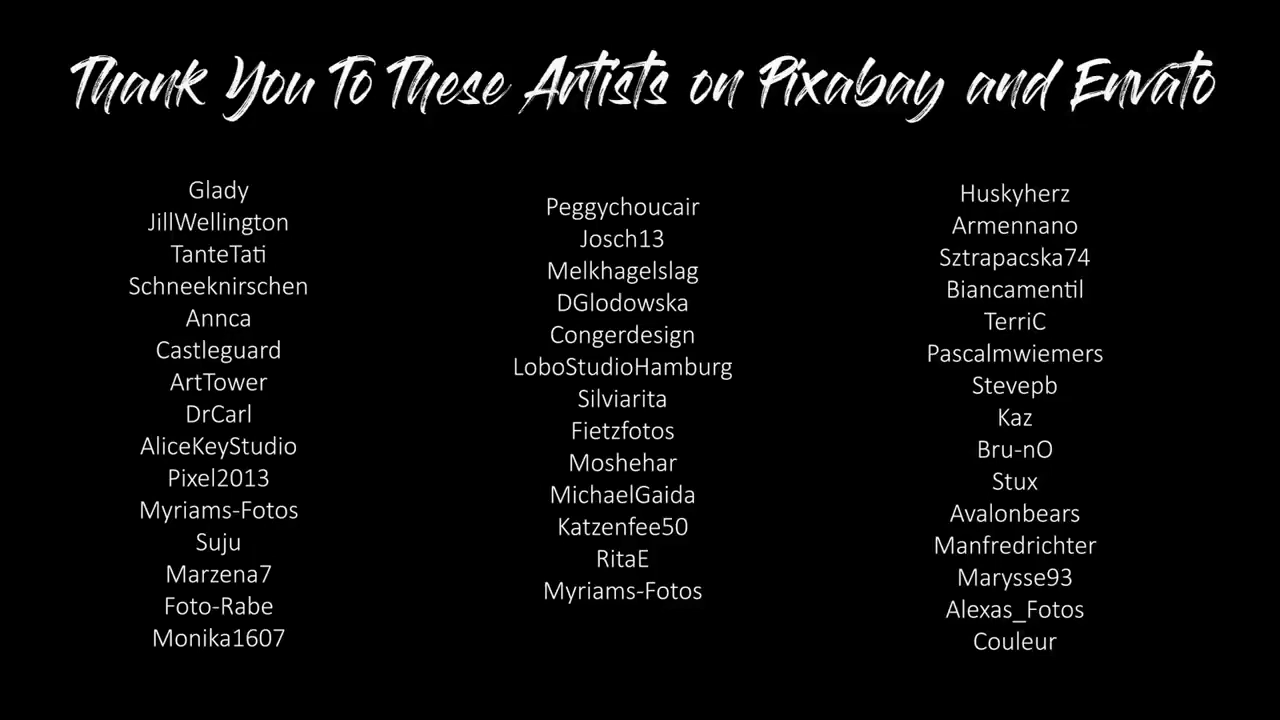 Thank You To These Artists on Pixabay and Envato
Glady
JillWellington
TanteTati
Schneeknirschen
Annca
Castleguard
ArtTower
DrCarl
AliceKeyStudio
Pixel2013
Myriams-Fotos
Suju
Marzena7
Foto-Rabe
Monika1607
Peggychoucair
Josch13
Melkhagelslag
DGlodowska
Congerdesign
LoboStudioHamburg
Silviarita
Fietzfotos
Moshehar
MichaelGaida
Katzenfee50
RitaE
Myriams-Fotos
Huskyherz
Armennano
Sztrapacska74
Biancamentil
TerriC
Pascalmwiemers
Stevepb
Kaz
Bru-nO
Stux
Avalonbears
Manfredrichter
Marysse93
Alexas_Fotos
Couleur